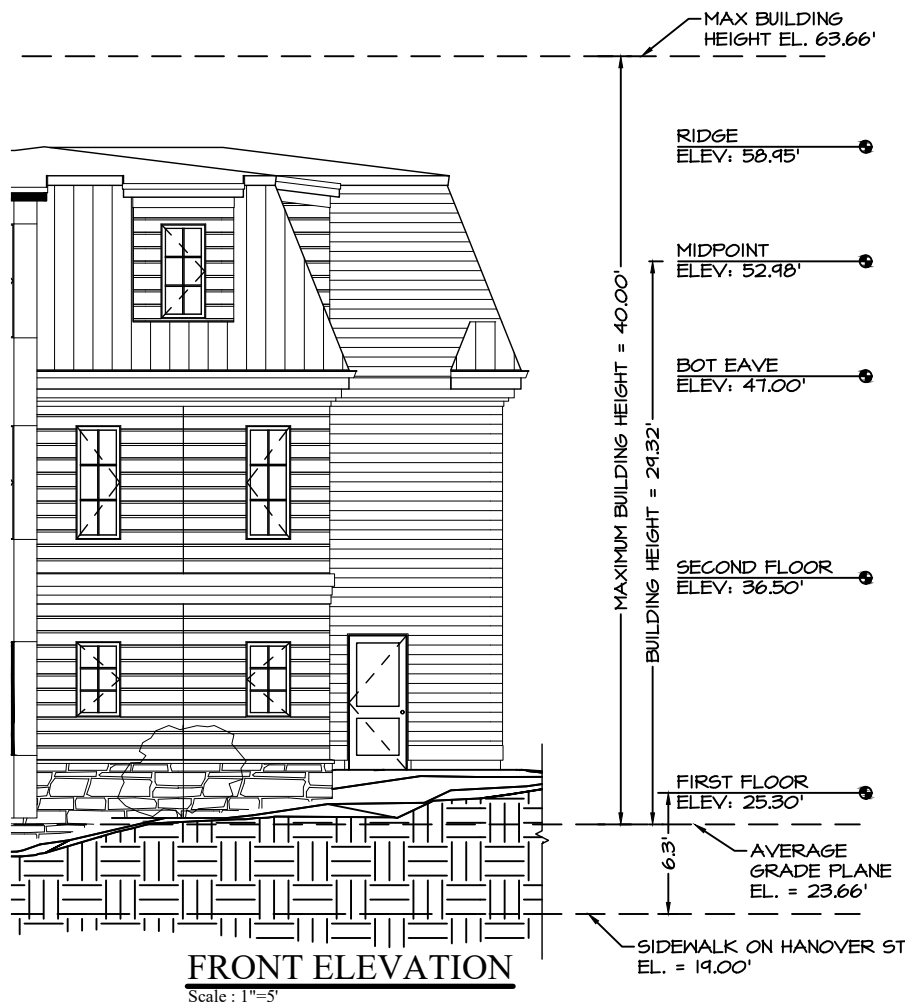 MAX BUILDING
HEIGHT EL. 63.66'
RIDGE
ELEV: 58.95'
MIDPOINT
ELEV: 52.98'
MAXIMUM BUILDING HEIGHT = 40.00'
BUILDING HEIGHT = 29.32'
BOT EAVE
ELEV: 47.00'
SECOND FLOOR
ELEV: 36.50'
FIRST FLOOR
ELEV: 25.30'
6.3'
AVERAGE
GRADE PLANE
EL. = 23.66'
SIDEWALK ON HANOVER ST
EL. = 19.00'
FRONT ELEVATION
Scale : 1"=5'